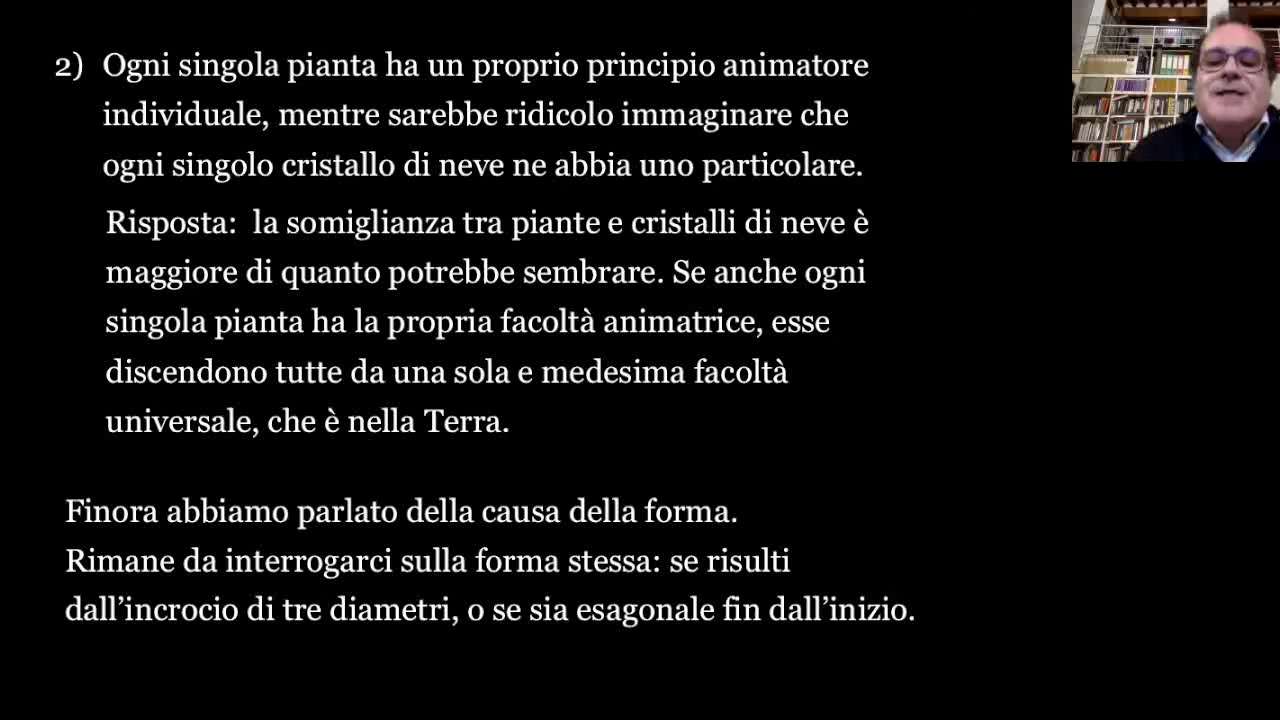 2) Ogni singola pianta ha un proprio principio animatore
individuale, mentre sarebbe ridicolo immaginare che
ogni singolo cristallo di neve ne abbia uno particolare.
Risposta: la somiglianza tra piante e cristalli di neve è
maggiore di quanto potrebbe sembrare. Se anche ogni
singola pianta ha la propria facoltà animatrice, esse
discendono tutte da una sola e medesima facoltà
universale, che è nella Terra.
Finora abbiamo parlato della causa della forma.
Rimane da interrogarci sulla forma stessa: se risulti
dall’incrocio di tre diametri, o se sia esagonale fin dall’inizio.